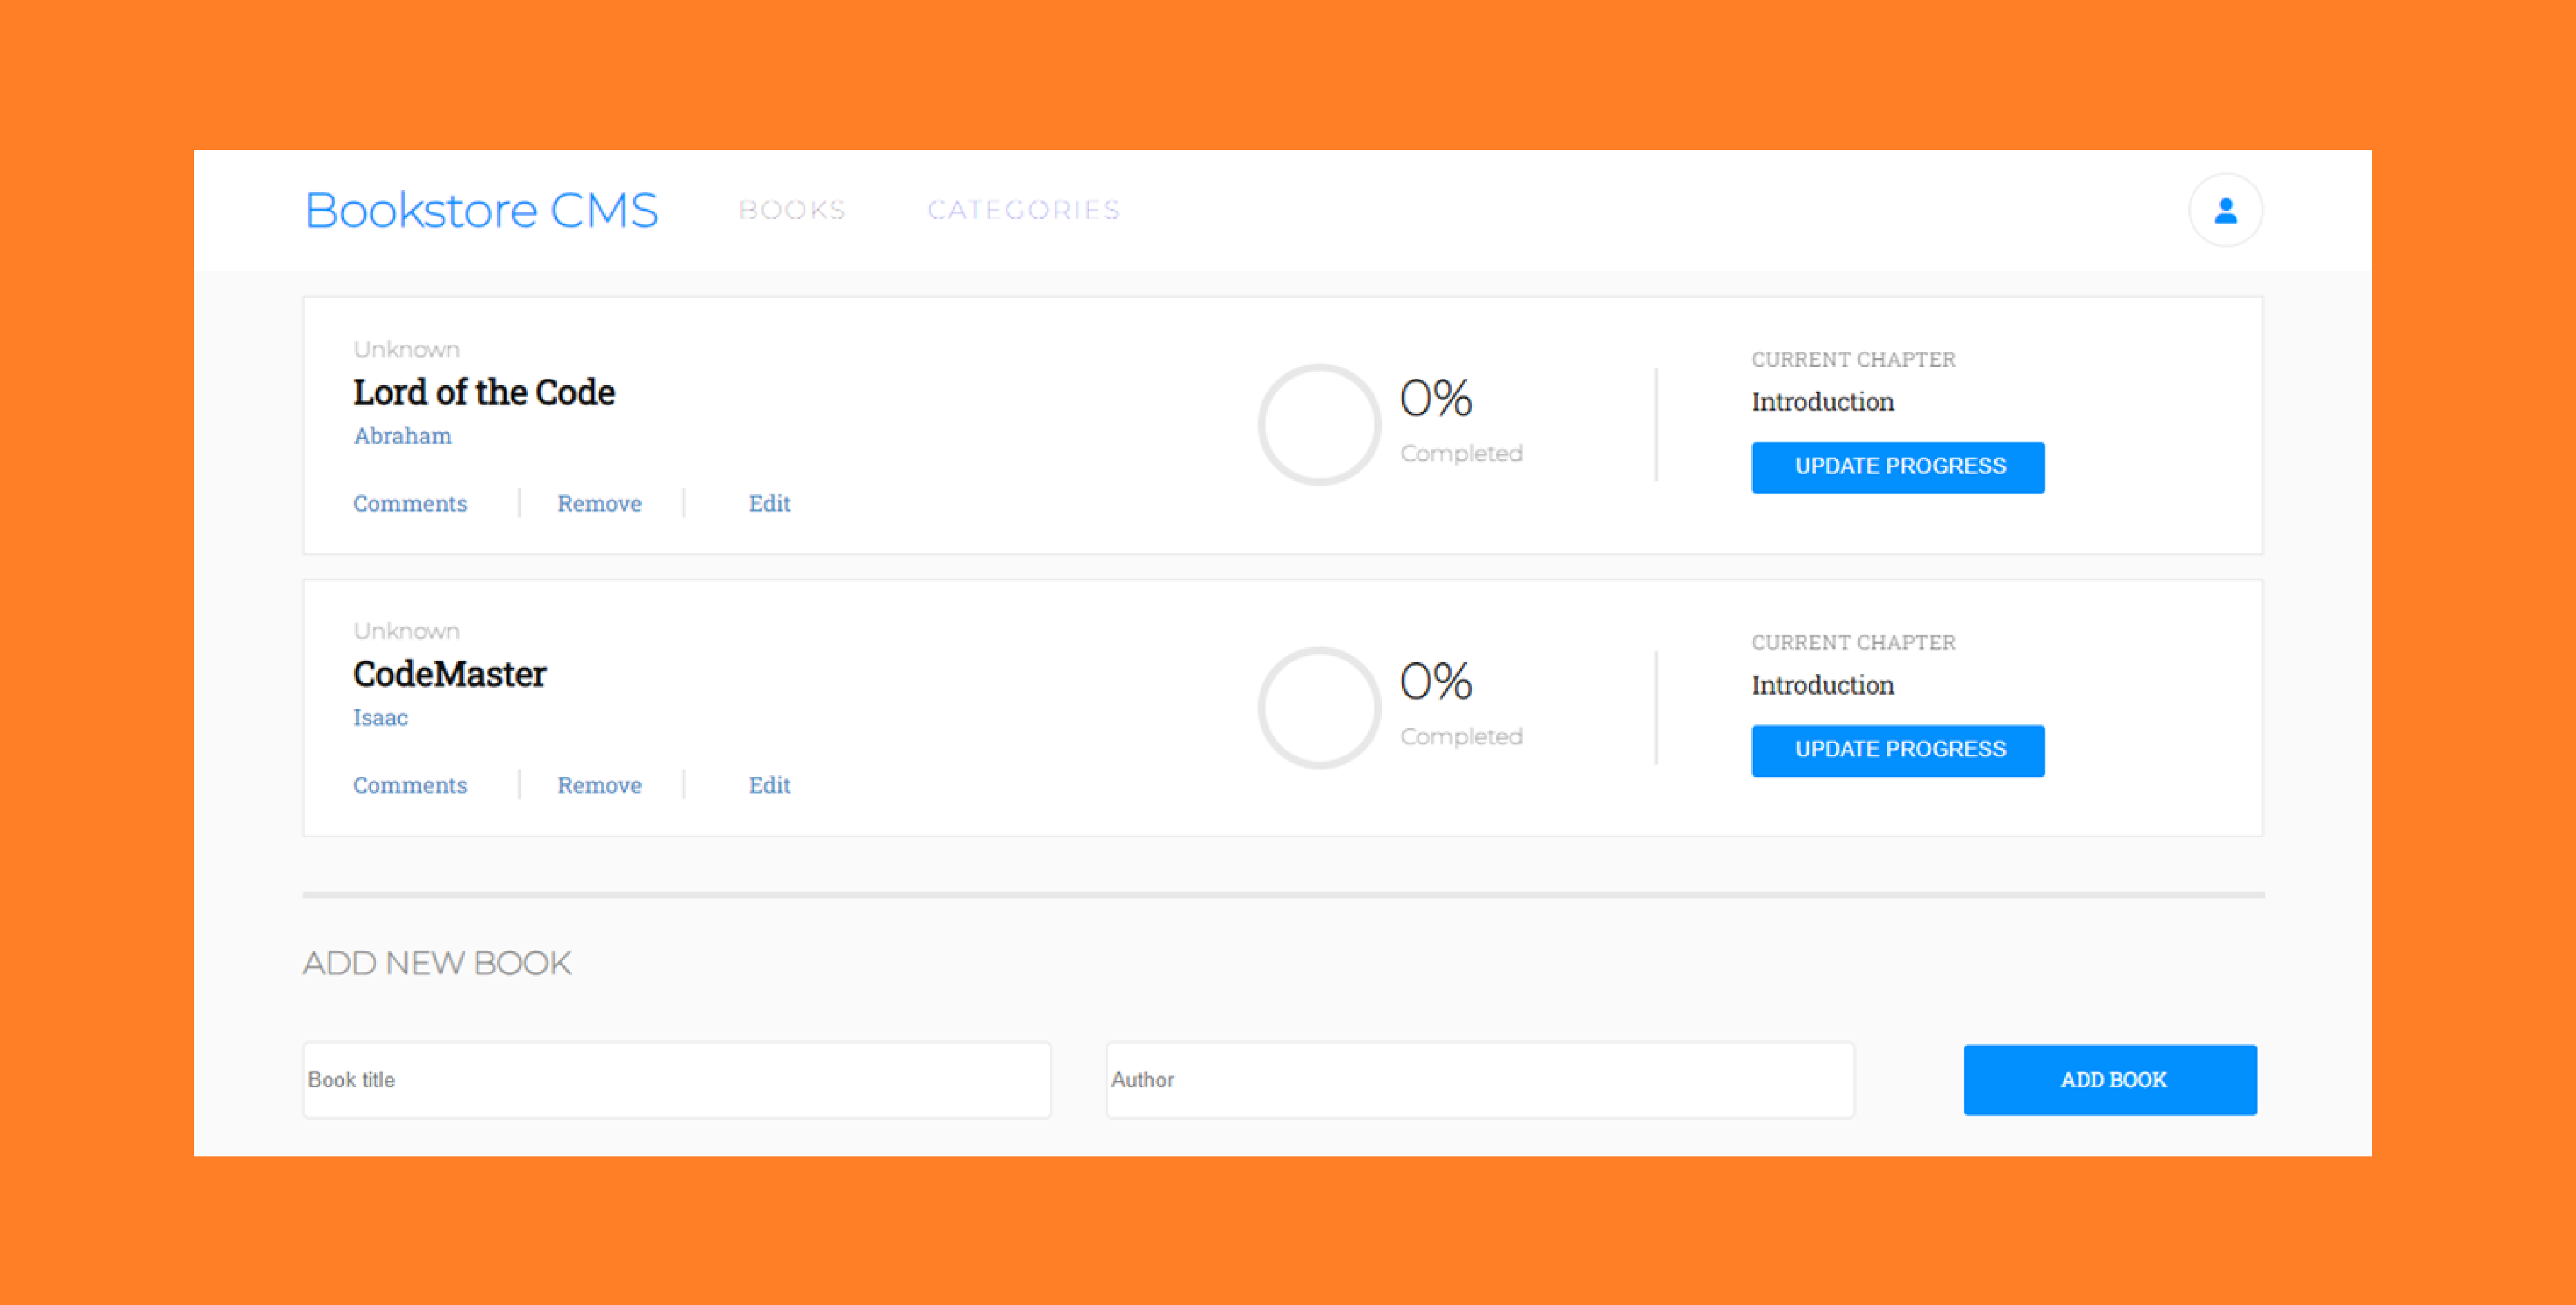 Bookstore CMS BOOKS CATEGORIES
Unknown
Lord of the Code
Abraham
Comments Remove Edit
0%
Completed
CURRENT CHAPTER
Introduction
UPDATE PROGRESS
Unknown
CodeMaster
Isaac
Comments Remove Edit
0%
Completed
CURRENT CHAPTER
Introduction
UPDATE PROGRESS
ADD NEW BOOK
Book title Author ADD BOOK